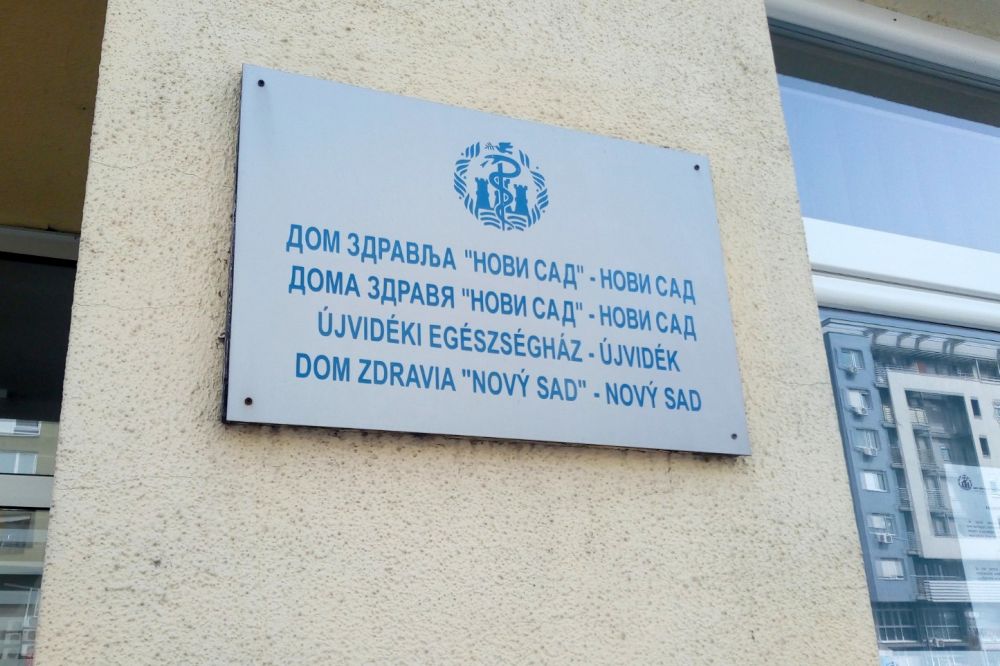 ДОМ ЗДРАВЉА "НОВИ САД" - НОВИ САД
ДОМА ЗДРАВЯ "НОВИ САД" - НОВИ САД
ÚJVIDÉKI EGÉSZSÉGHÁZ - ÚJVIDÉK
DOM ZDRAVIA "NOVÝ SAD" - NOVÝ SAD